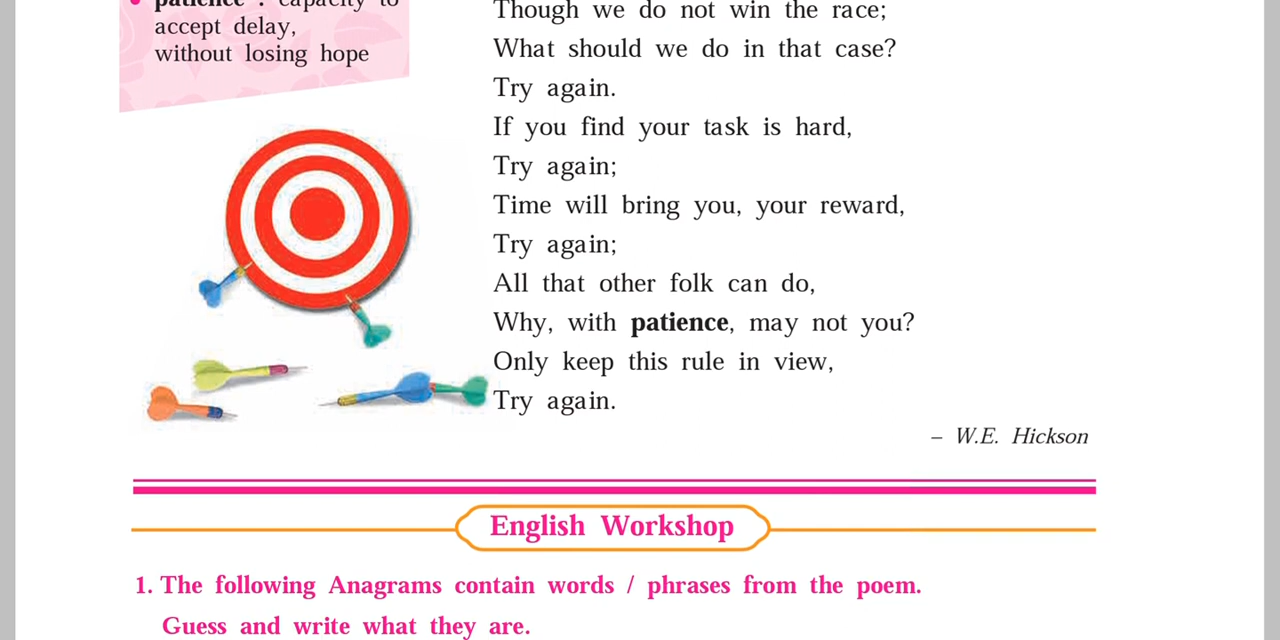 • patience : capacity to
accept delay,
without losing hope
Though we do not win the race;
What should we do in that case?
Try again.
If you find your task is hard,
Try again;
Time will bring you, your reward,
Try again;
All that other folk can do,
Why, with patience, may not you?
Only keep this rule in view,
Try again.
– W.E. Hickson
English Workshop
1. The following Anagrams contain words / phrases from the poem.
Guess and write what they are.